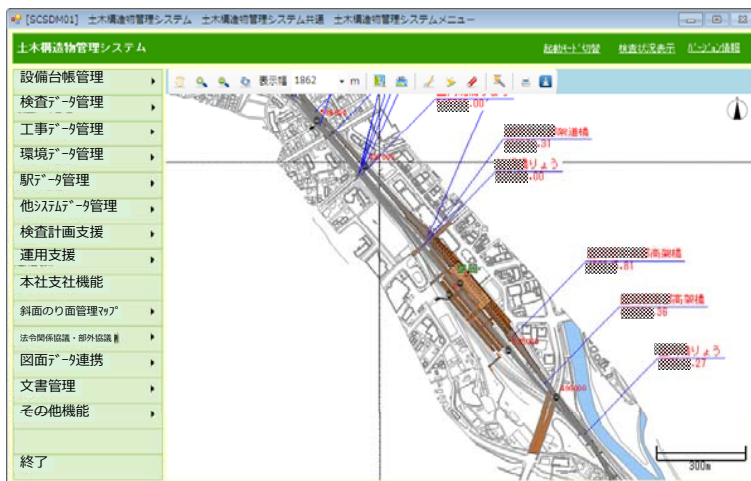 [SCSDM01] 土木構造物管理システム 土木構造物管理システム共通 土木構造物管理システムメニュー
土木構造物管理システム
起動ﾓｰﾄﾞ切替 検査状況表示 ﾊﾞｰｼﾞｮﾝ情報
設備台帳管理
検査ﾃﾞｰﾀ管理
工事ﾃﾞｰﾀ管理
環境ﾃﾞｰﾀ管理
駅ﾃﾞｰﾀ管理
他ｼｽﾃﾑﾃﾞｰﾀ管理
検査計画支援
運用支援
本社支社機能
斜面のり面管理ﾏｯﾌﾟ
法令関係協議・部外協議
図面ﾃﾞｰﾀ連携
文書管理
その他機能
終了
表示幅 1862 m
.00
架道橋
.31
りょう
.00
高架橋
.81
高架橋
.36
りょう
.27
300m